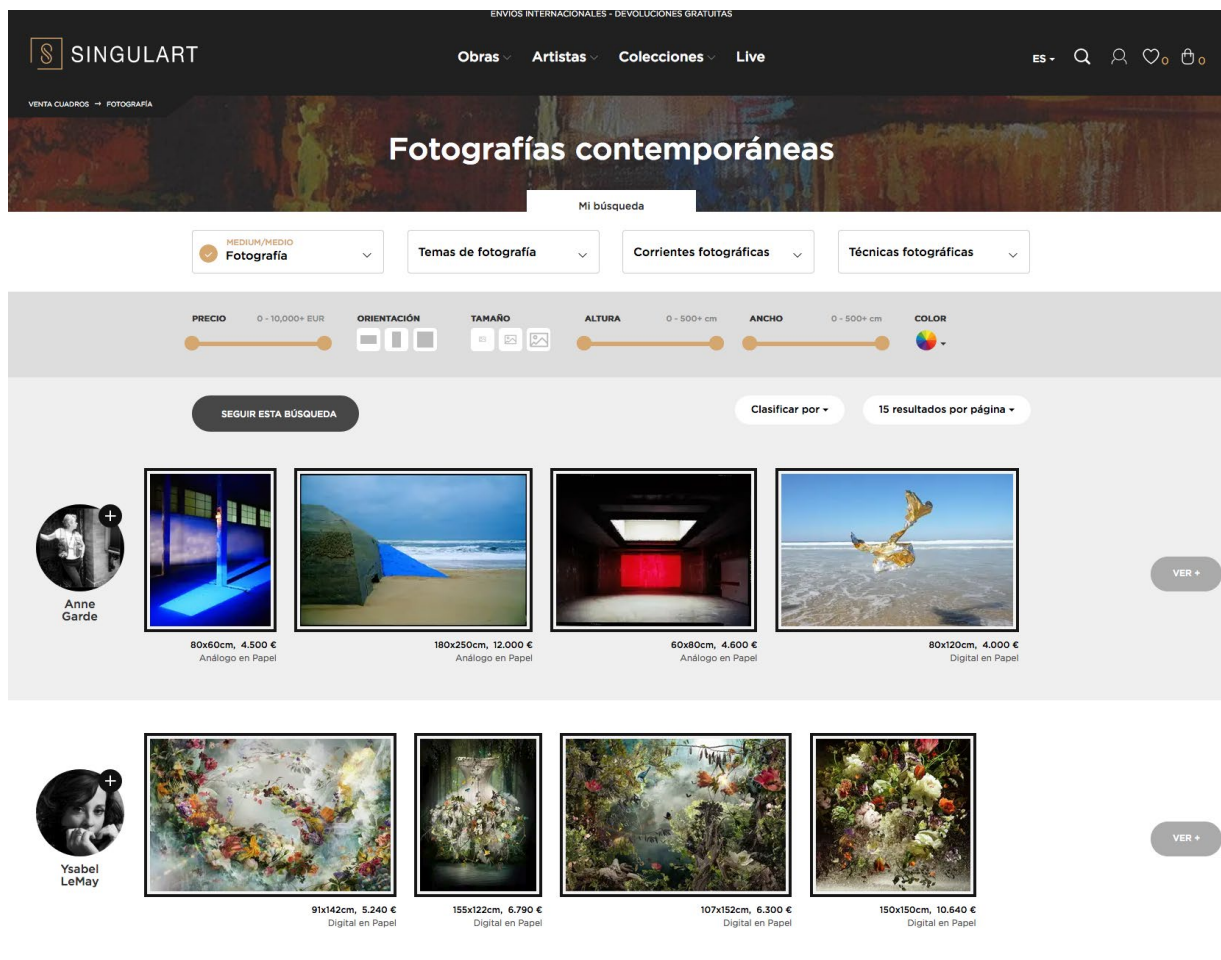 ENVIOS INTERNACIONALES - DEVOLUCIONES GRATUITAS
S SINGULART
Obras Artistas Colecciones Live
ES 0 0
VENTA CUADROS → FOTOGRAFÍA
Fotografías contemporáneas
Mi búsqueda
MEDIUM/MEDIO
Fotografía
Temas de fotografía
Corrientes fotográficas
Técnicas fotográficas
PRECIO 0 - 10,000+ EUR
ORIENTACIÓN
TAMAÑO
ALTURA 0 - 500+ cm
ANCHO 0 - 500+ cm
COLOR
SEGUIR ESTA BÚSQUEDA
Clasificar por
15 resultados por página
Anne
Garde
VER +
80x60cm, 4.500 €
Análogo en Papel
180x250cm, 12.000 €
Análogo en Papel
60x80cm, 4.600 €
Análogo en Papel
80x120cm, 4.000 €
Digital en Papel
Ysabel
LeMay
VER +
91x142cm, 5.240 €
Digital en Papel
155x122cm, 6.790 €
Digital en Papel
107x152cm, 6.300 €
Digital en Papel
150x150cm, 10.640 €
Digital en Papel